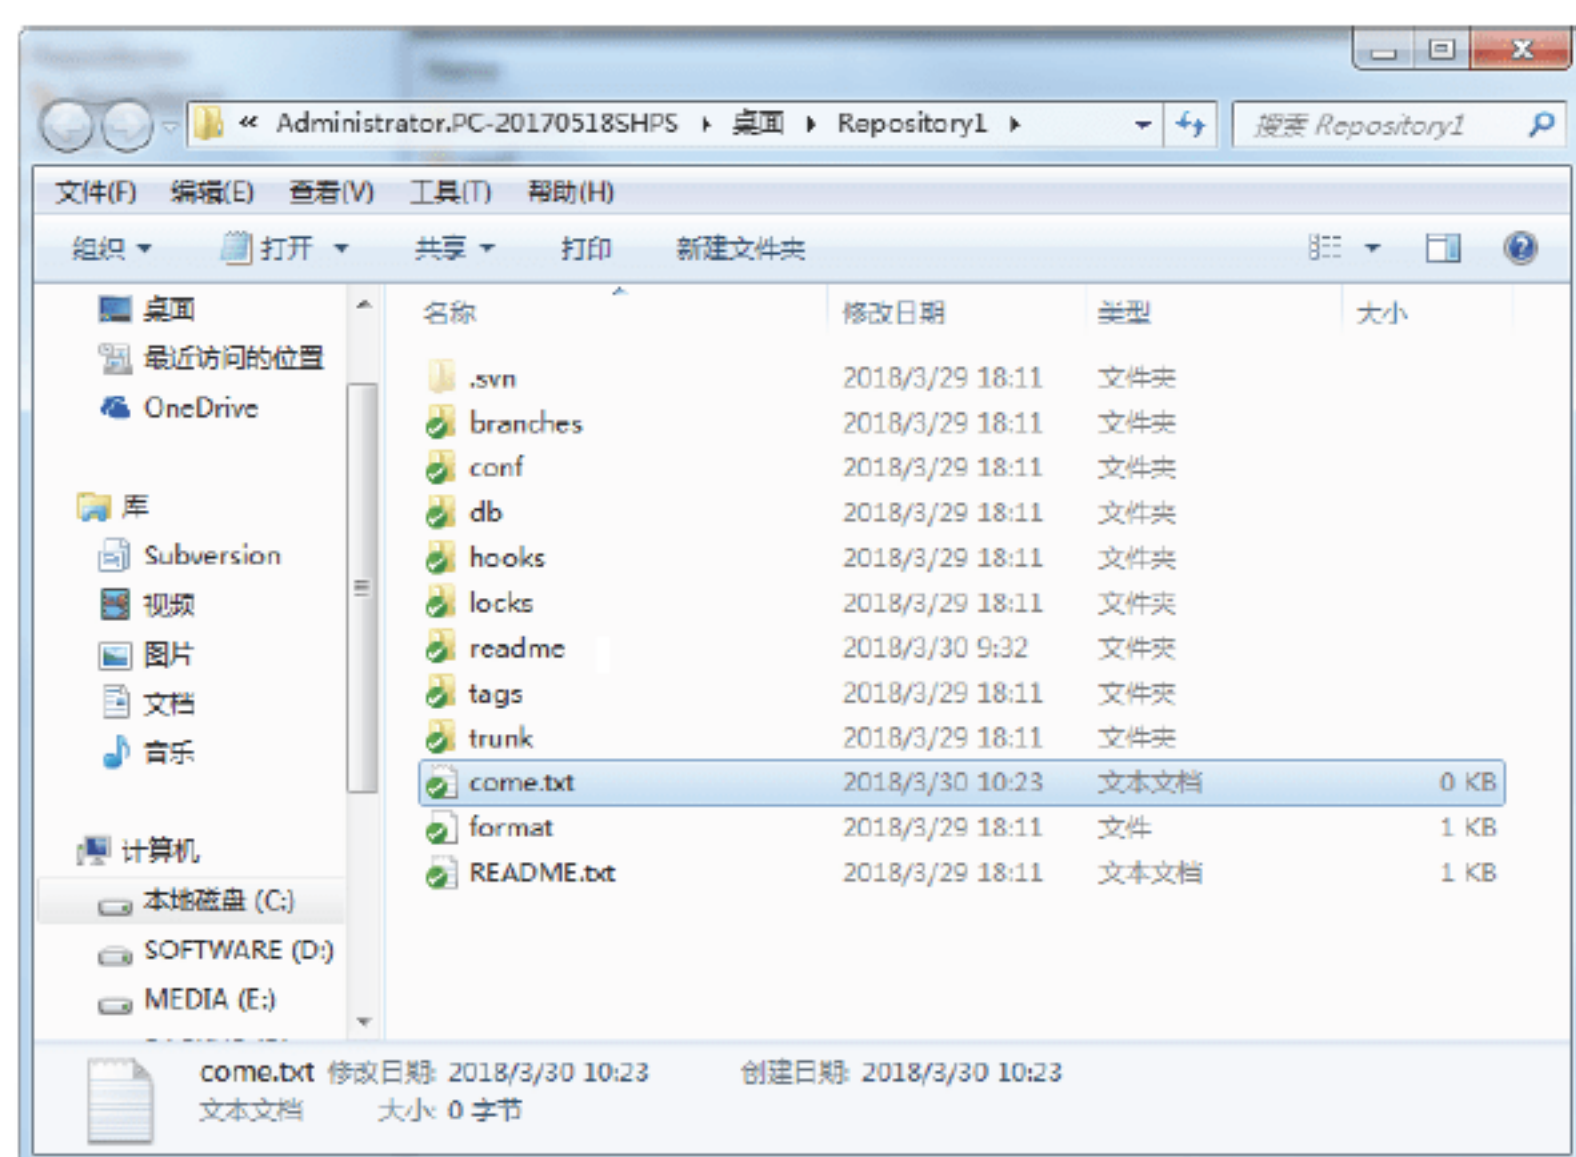 « Administrator.PC-20170518SHPS ▸ 桌面 ▸ Repository1 ▸ 搜索 Repository1
文件(F) 编辑(E) 查看(V) 工具(T) 帮助(H)
组织 打开 共享 打印 新建文件夹
桌面
最近访问的位置
OneDrive
库
Subversion
视频
图片
文档
音乐
计算机
本地磁盘 (C:)
SOFTWARE (D:)
MEDIA (E:)
名称 修改日期 类型 大小
.svn 2018/3/29 18:11 文件夹
branches 2018/3/29 18:11 文件夹
conf 2018/3/29 18:11 文件夹
db 2018/3/29 18:11 文件夹
hooks 2018/3/29 18:11 文件夹
locks 2018/3/29 18:11 文件夹
readme 2018/3/30 9:32 文件夹
tags 2018/3/29 18:11 文件夹
trunk 2018/3/29 18:11 文件夹
come.txt 2018/3/30 10:23 文本文档 0 KB
format 2018/3/29 18:11 文件 1 KB
README.txt 2018/3/29 18:11 文本文档 1 KB
come.txt 修改日期: 2018/3/30 10:23 创建日期: 2018/3/30 10:23
文本文档 大小: 0 字节